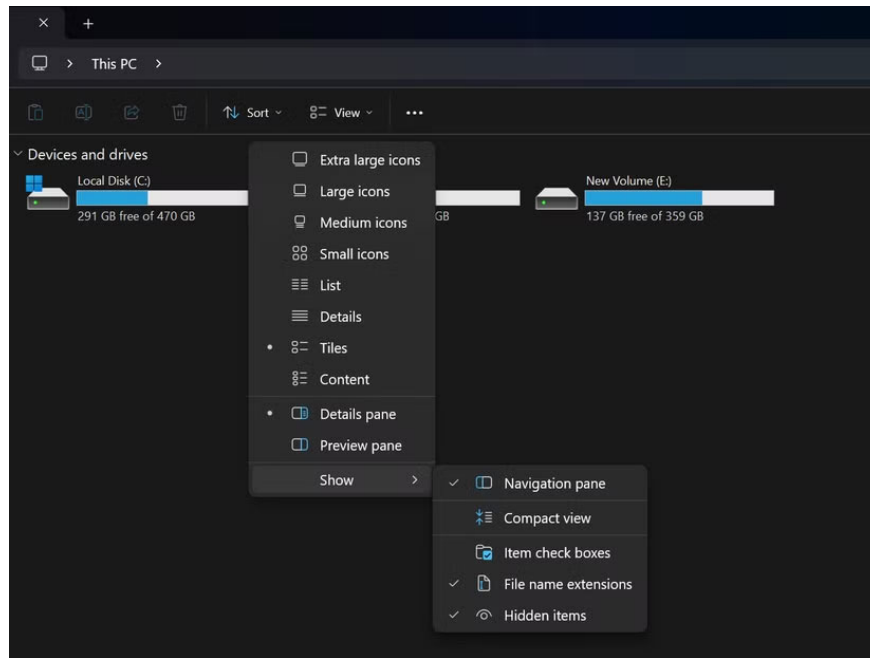 This PC
Sort
View
Devices and drives
Local Disk (C:)
291 GB free of 470 GB
GB
New Volume (E:)
137 GB free of 359 GB
Extra large icons
Large icons
Medium icons
Small icons
List
Details
Tiles
Content
Details pane
Preview pane
Show
Navigation pane
Compact view
Item check boxes
File name extensions
Hidden items